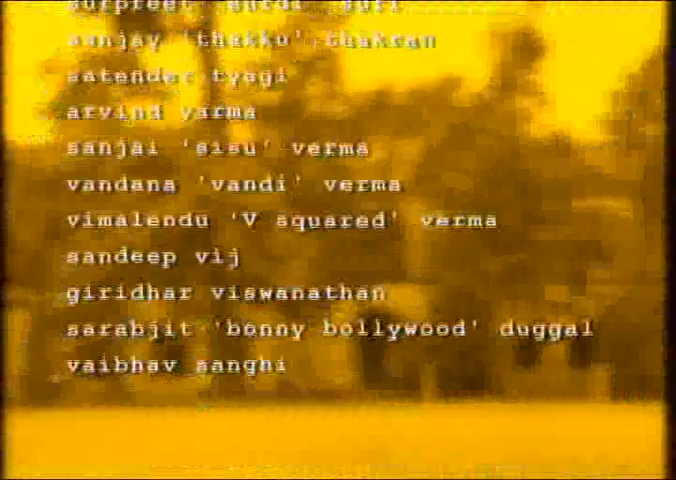 sanjay 'thakku' thakran
satender tyagi
arvind varma
sanjai 'sisu' verma
vandana 'vandi' verma
vimalendu 'V squared' verma
sandeep vij
giridhar viswanathan
sarabjit 'bonny bollywood' duggal
vaibhav sanghi